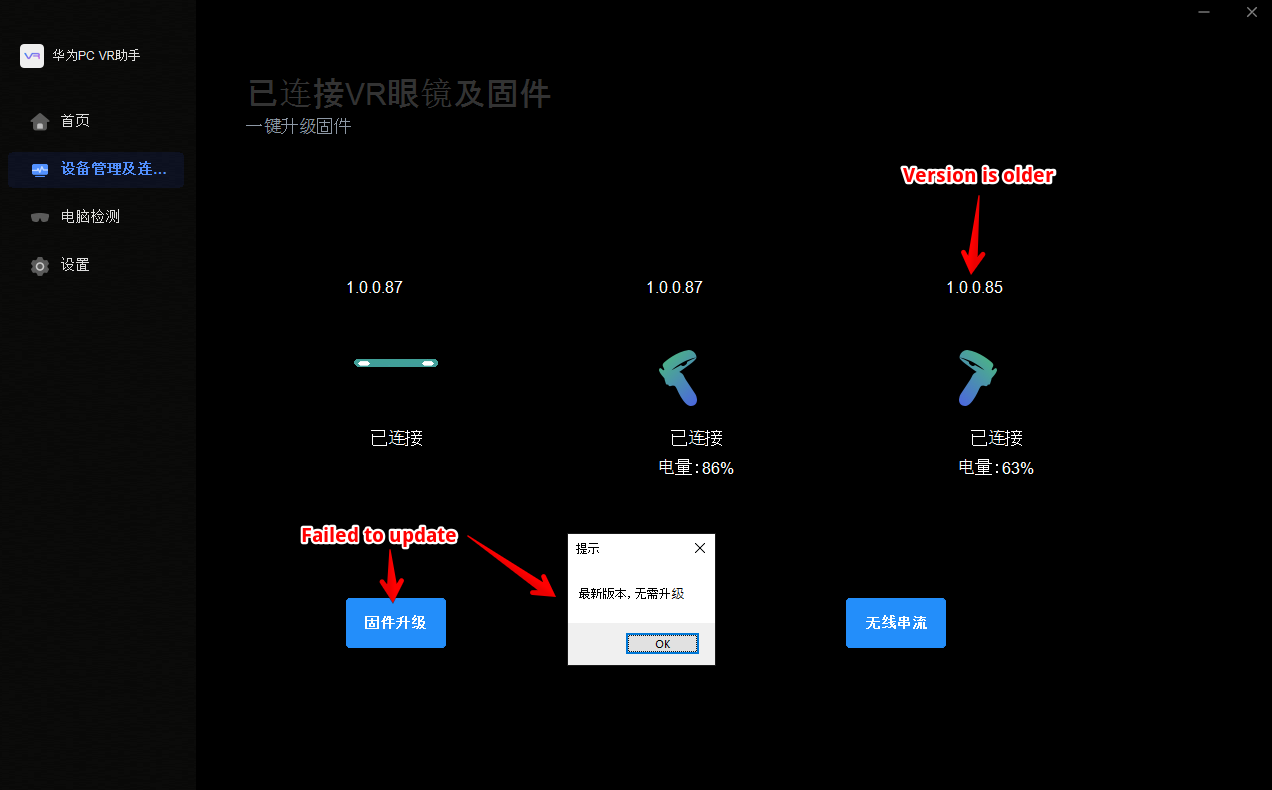 华为PC VR助手
首页
设备管理及连...
电脑检测
设置
已连接VR眼镜及固件
一键升级固件
Version is older
1.0.0.87
1.0.0.87
1.0.0.85
已连接
已连接
已连接
电量:86%
电量:63%
Failed to update
提示
最新版本,无需升级
OK
固件升级
无线串流